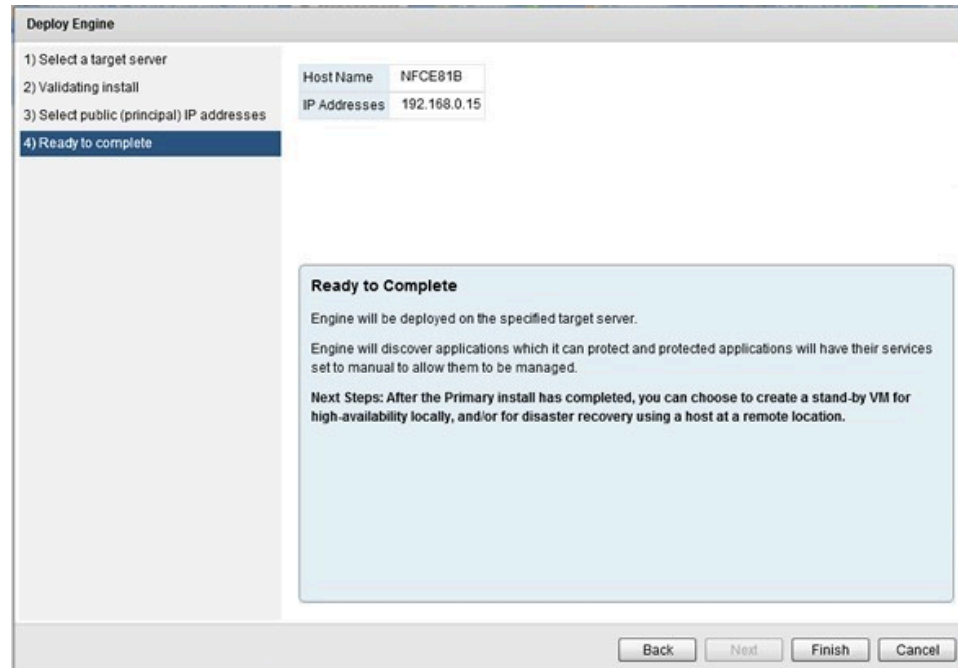 Deploy Engine
1) Select a target server
2) Validating install
3) Select public (principal) IP addresses
4) Ready to complete
Host Name NFCE81B
IP Addresses 192.168.0.15
Ready to Complete
Engine will be deployed on the specified target server.
Engine will discover applications which it can protect and protected applications will have their services
set to manual to allow them to be managed.
Next Steps: After the Primary install has completed, you can choose to create a stand-by VM for
high-availability locally, and/or for disaster recovery using a host at a remote location.
Back Next Finish Cancel